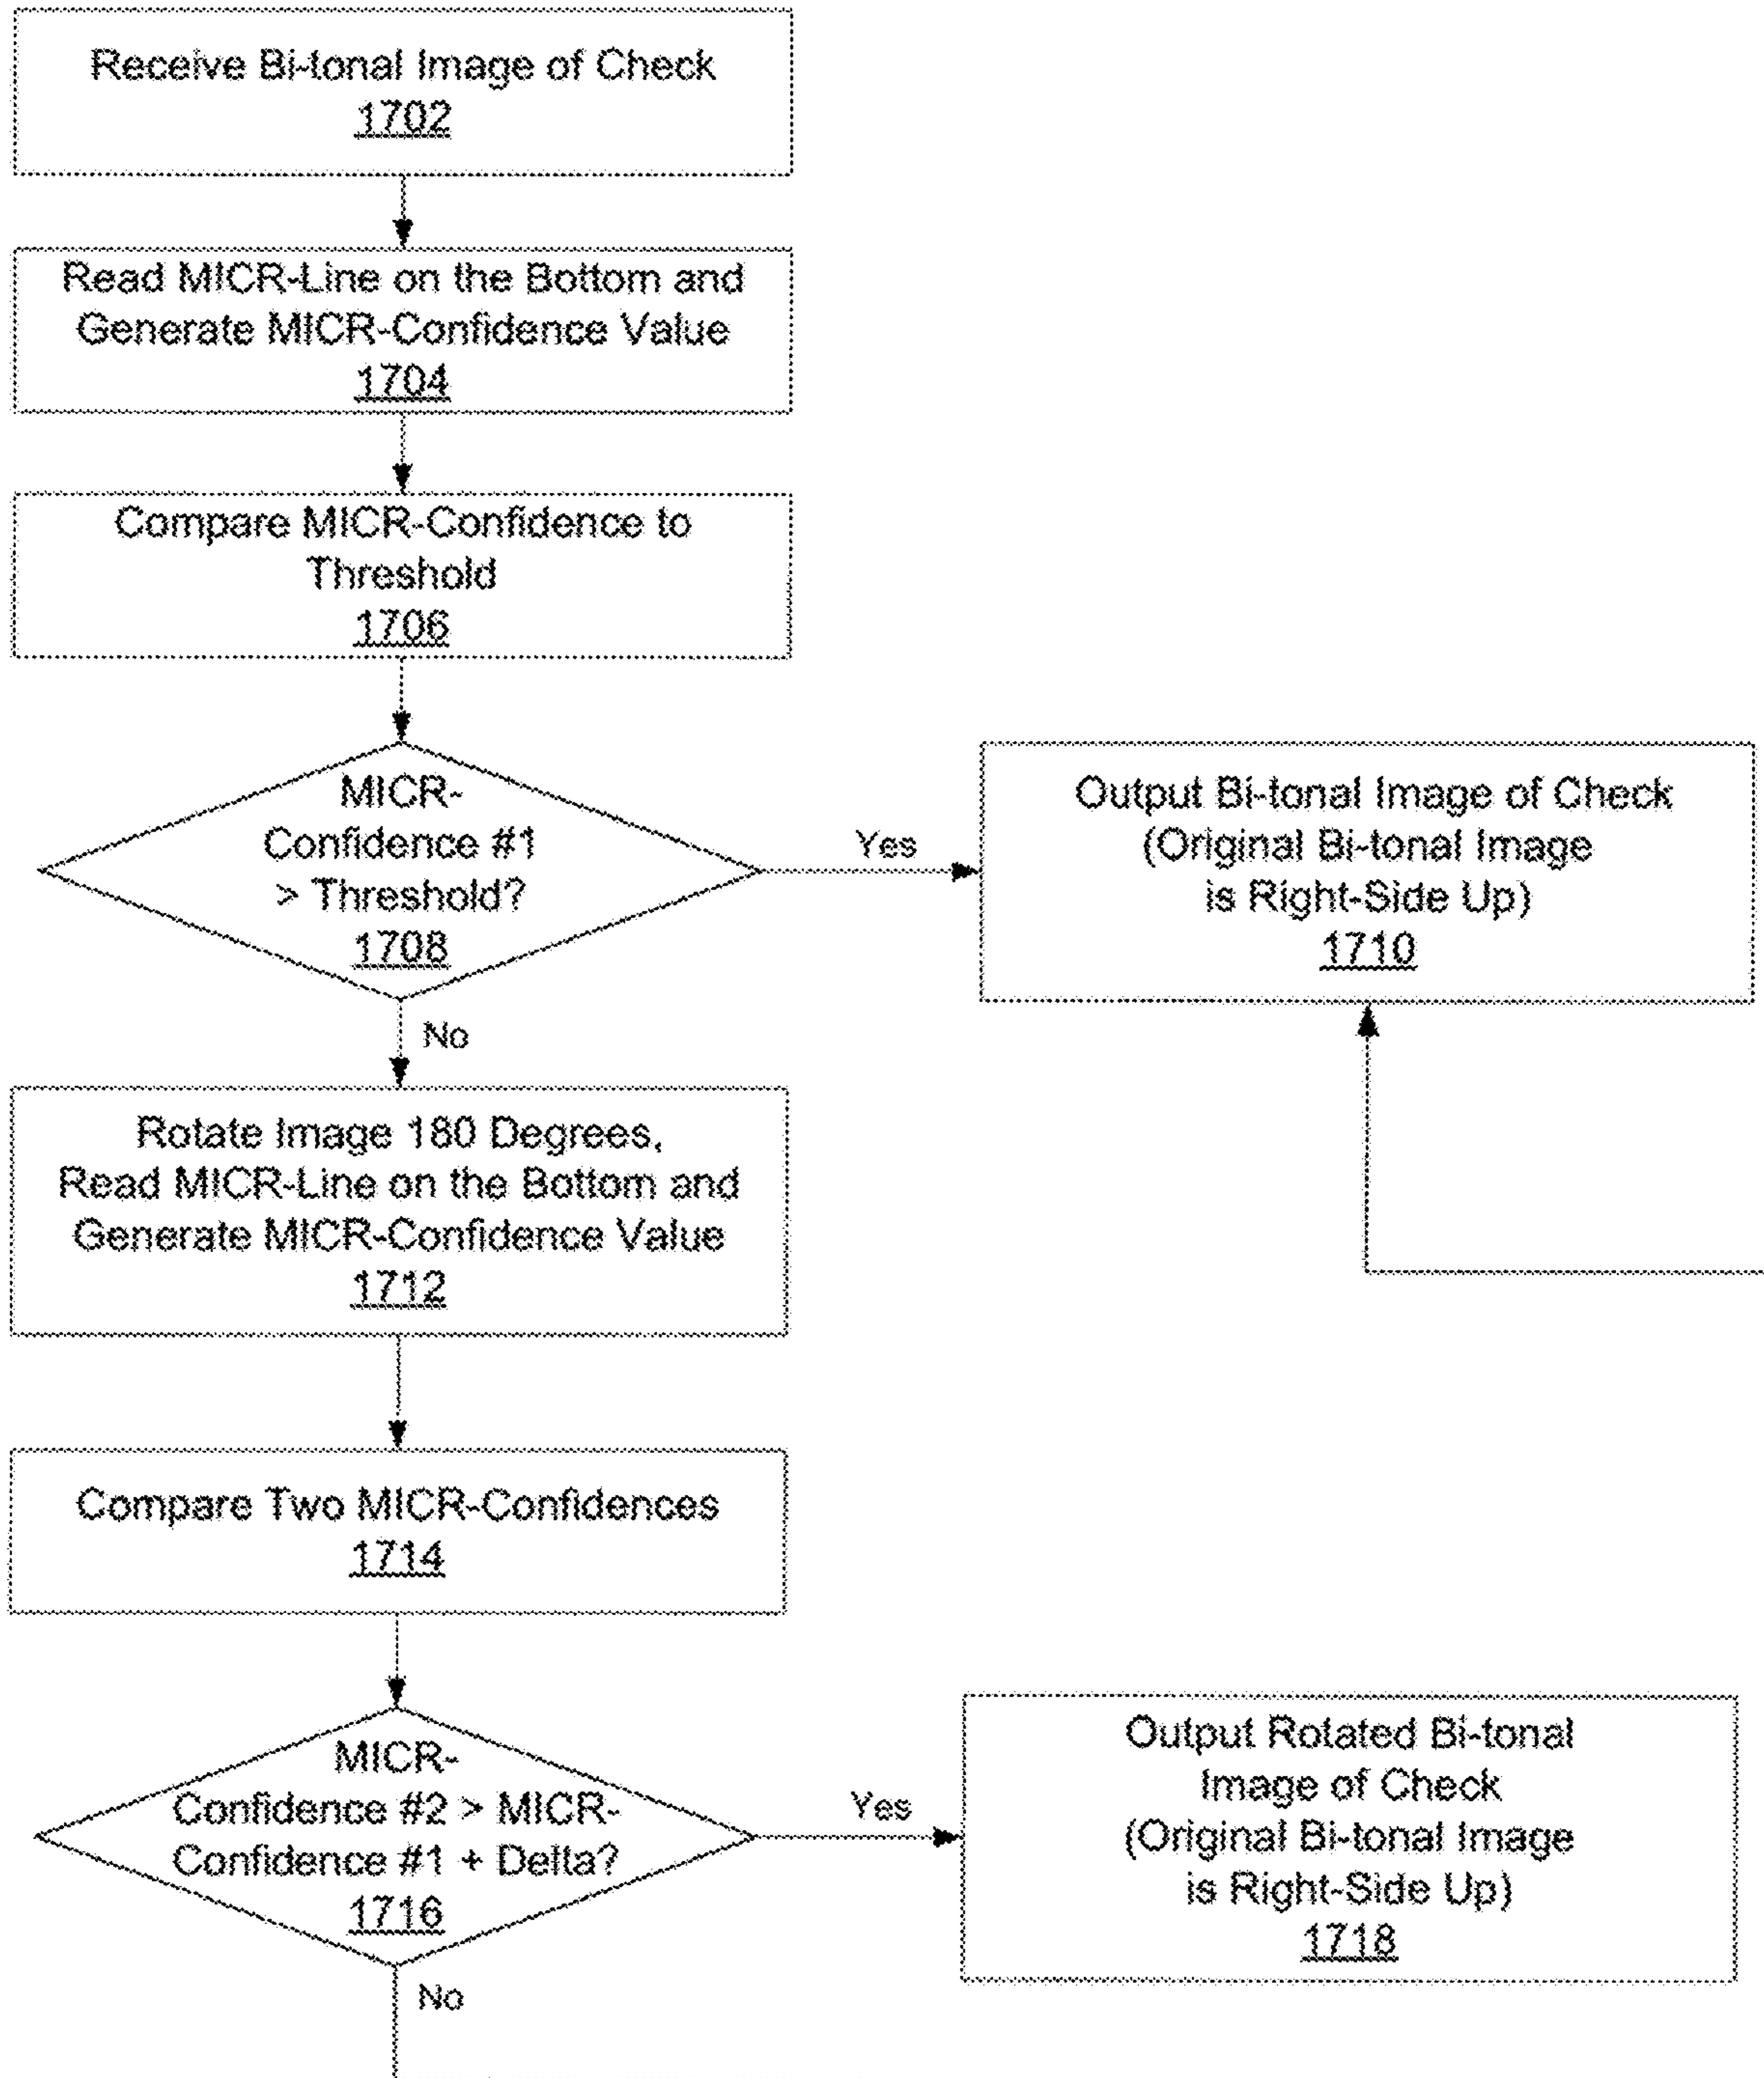 Receive Bi-tonal Image of Check
1702
Read MICR-Line on the Bottom and
Generate MICR-Confidence Value
1704
Compare MICR-Confidence to
Threshold
1706
MICR-
Confidence #1
> Threshold?
1708
Yes
Output Bi-tonal Image of Check
(Original Bi-tonal Image
is Right-Side Up)
1710
No
Rotate Image 180 Degrees,
Read MICR-Line on the Bottom and
Generate MICR-Confidence Value
1712
Compare Two MICR-Confidences
1714
MICR-
Confidence #2 > MICR-
Confidence #1 + Delta?
1716
Yes
Output Rotated Bi-tonal
Image of Check
(Original Bi-tonal Image
is Right-Side Up)
1718
No